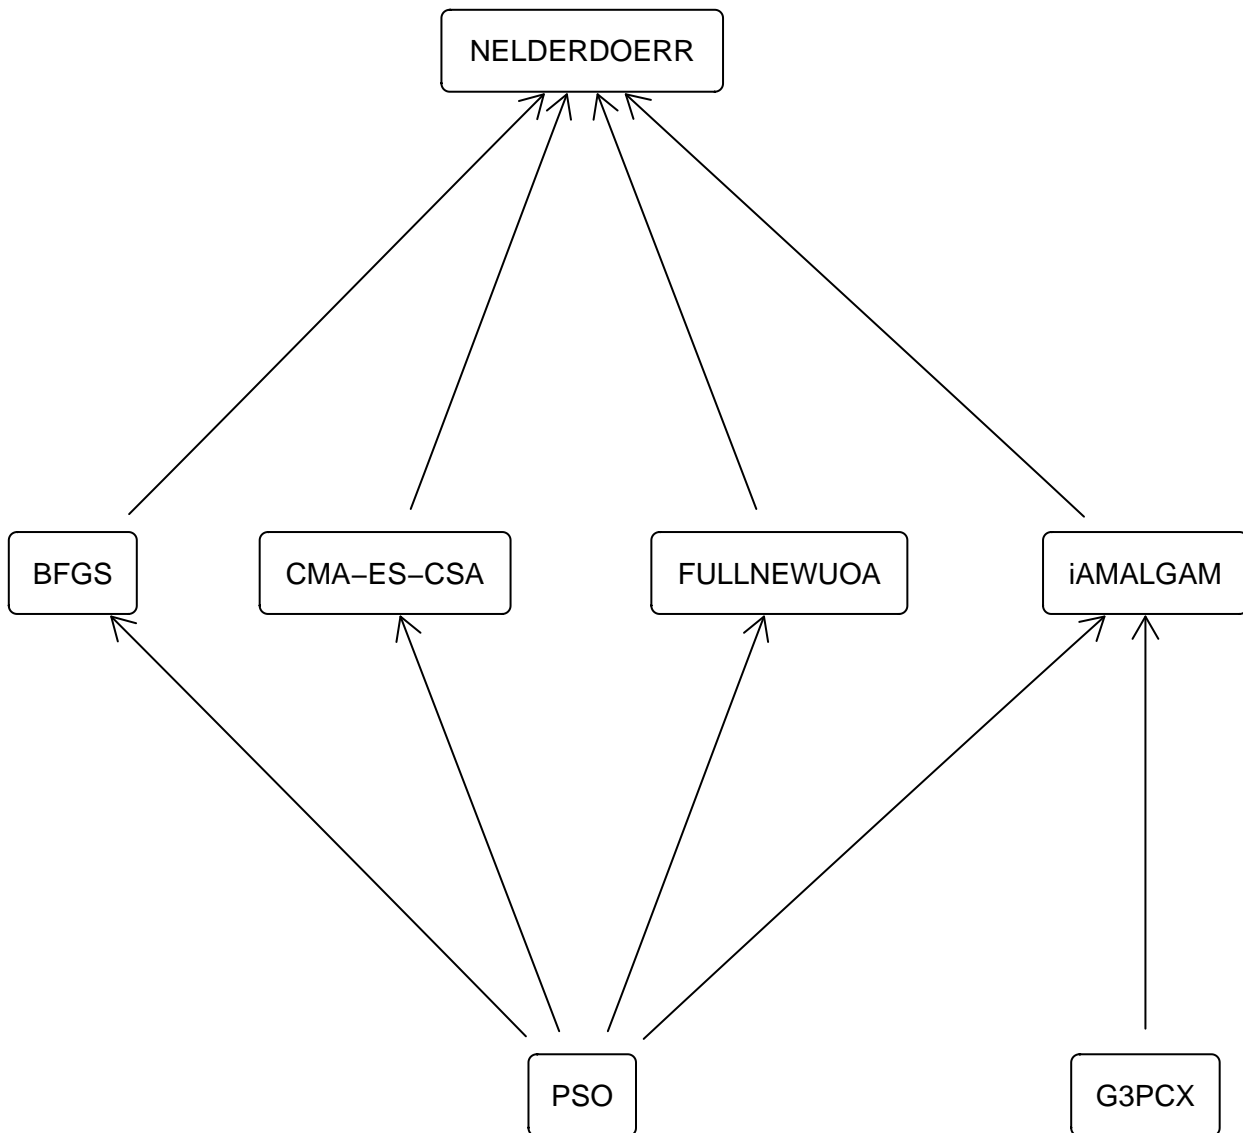 NELDERDOERR
BFGS
CMA−ES−CSA
FULLNEWUOA
iAMALGAM
PSO
G3PCX